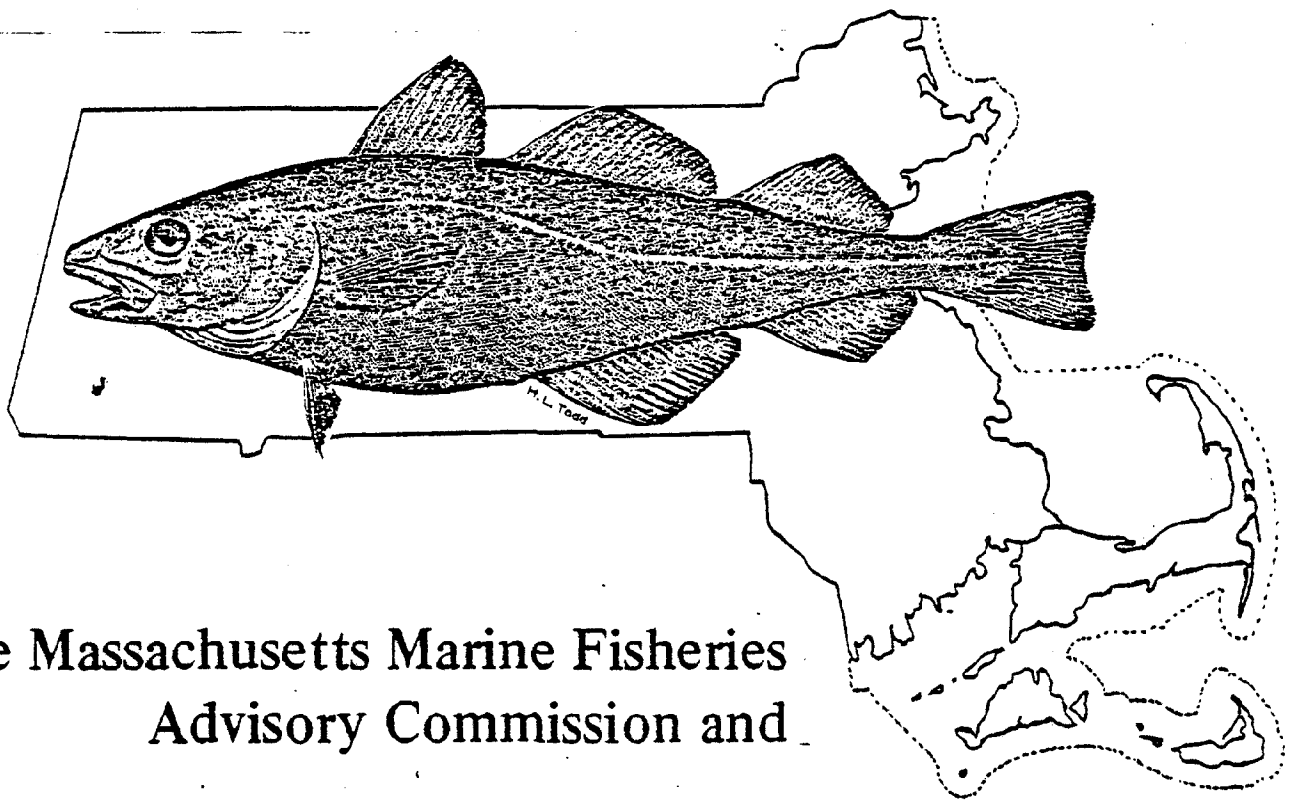 H. L. Todd
e Massachusetts Marine Fisheries
Advisory Commission and